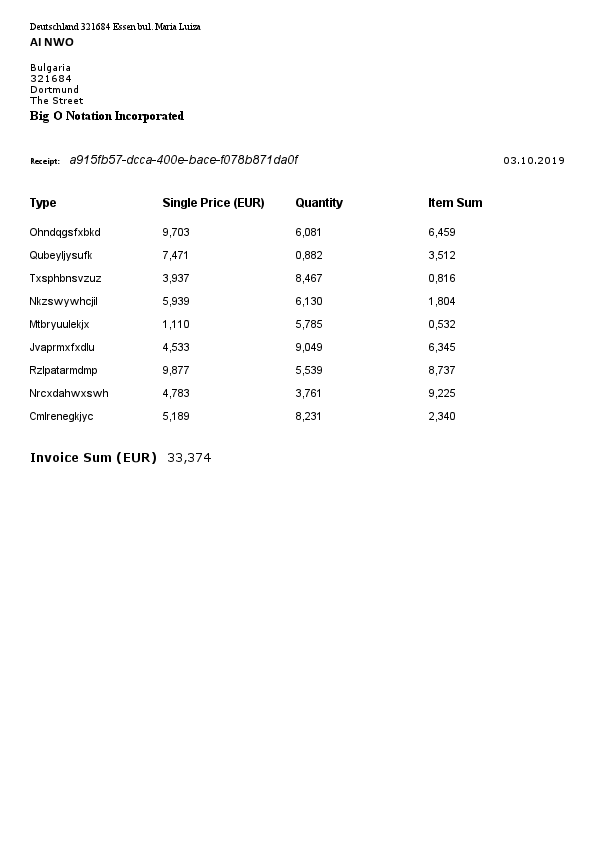 Deutschland 321684 Essen bul. Maria Luiza
AI NWO
Bulgaria
321684
Dortmund
The Street
Big O Notation Incorporated
Receipt: a915fb57-dcca-400e-bace-f078b871da0f 03.10.2019
Type Single Price (EUR) Quantity Item Sum
Ohndqgsfxbkd 9,703 6,081 6,459
Qubeyljysufk 7,471 0,882 3,512
Txsphbnsvzuz 3,937 8,467 0,816
Nkzswywhcjil 5,939 6,130 1,804
Mtbryuulekjx 1,110 5,785 0,532
Jvaprmxfxdlu 4,533 9,049 6,345
Rzlpatarmdmp 9,877 5,539 8,737
Nrcxdahwxswh 4,783 3,761 9,225
Cmlrenegkjyc 5,189 8,231 2,340
Invoice Sum (EUR) 33,374